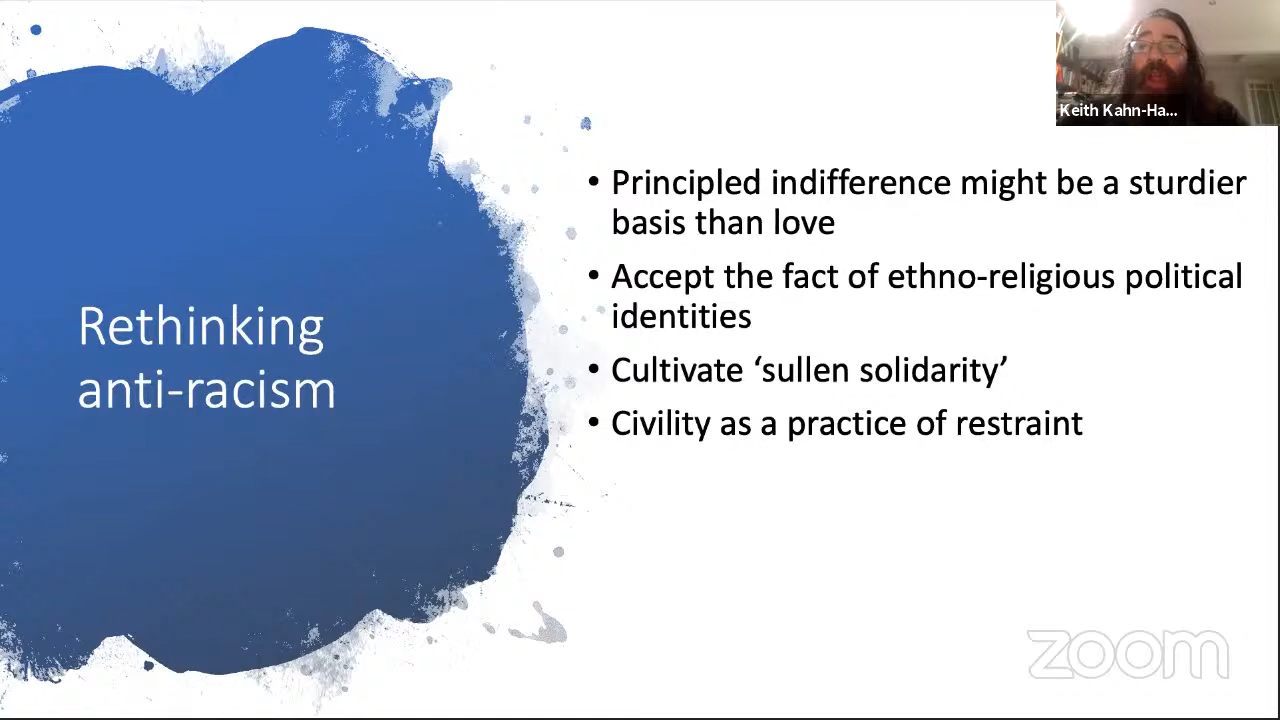 Keith Kahn-Ha...
Rethinking
anti-racism
• Principled indifference might be a sturdier
basis than love
• Accept the fact of ethno-religious political
identities
• Cultivate ‘sullen solidarity’
• Civility as a practice of restraint
zoom